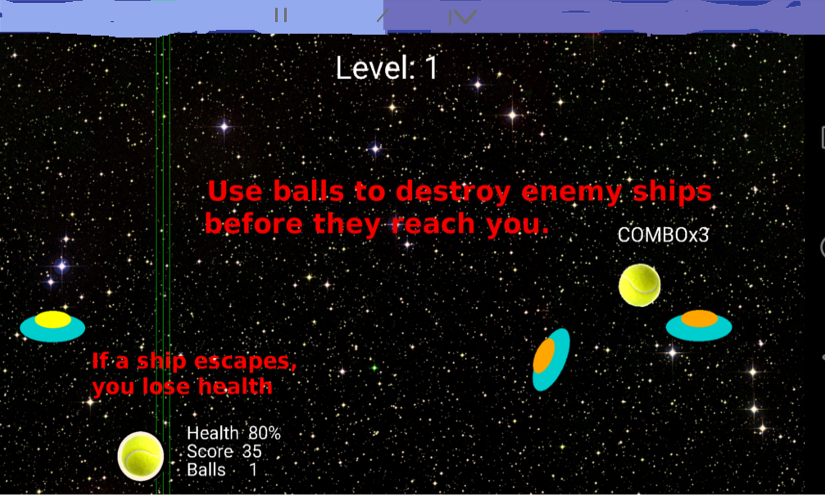 Level: 1
Use balls to destroy enemy ships
before they reach you.
COMBOx3
If a ship escapes,
you lose health
Health 80%
Score 35
Balls 1